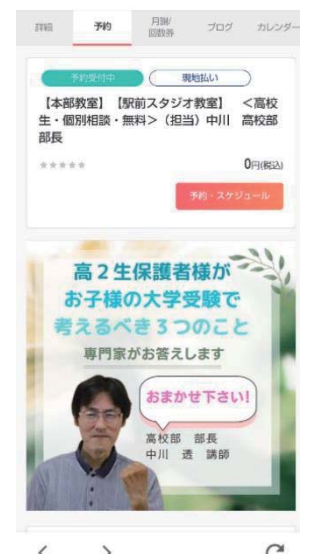 詳細
予約
月謝/
回数券
ブログ
カレンダー
予約受付中
現地払い
【本部教室】【駅前スタジオ教室】 <高校
生・個別相談・無料>（担当）中川 高校部
部長
★★★★★
0円(税込)
予約・スケジュール
高2生保護者様が
お子様の大学受験で
考えるべき3つのこと
専門家がお答えします
おまかせ下さい!
高校部 部長
中川 透 講師